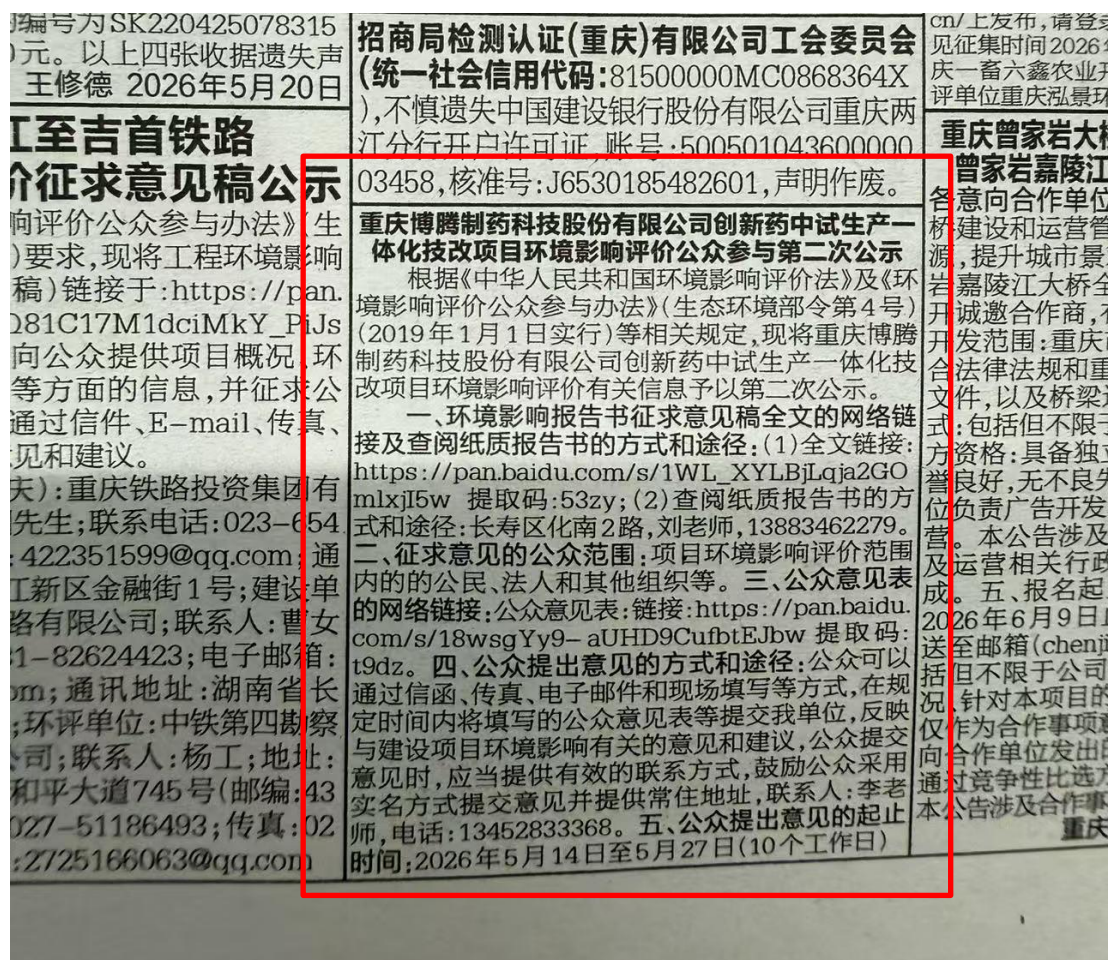 编号为SK220425078315
0元。以上四张收据遗失声
王修德 2026年5月20日
江至吉首铁路
价征求意见稿公示
响评价公众参与办法》(生
)要求,现将工程环境影响
稿)链接于:https://pan.
Q81C17M1dciMkY_PiJs
向公众提供项目概况、环
等方面的信息,并征求公
通过信件、E-mail、传真、
见和建议。
夫):重庆铁路投资集团有
先生;联系电话:023-654
:422351599@qq.com;通
江新区金融街1号;建设单
路有限公司;联系人:曹女
1-82624423;电子邮箱:
om;通讯地址:湖南省长
;环评单位:中铁第四勘察
公司;联系人:杨工;地址:
和平大道745号(邮编:43
027-51186493;传真:02
:2725166063@qq.com
招商局检测认证(重庆)有限公司工会委员会
(统一社会信用代码:81500000MC0868364X
),不慎遗失中国建设银行股份有限公司重庆两
江分行开户许可证,账号:500501043600000
03458,核准号:J6530185482601,声明作废。
重庆博腾制药科技股份有限公司创新药中试生产一
体化技改项目环境影响评价公众参与第二次公示
根据《中华人民共和国环境影响评价法》及《环
境影响评价公众参与办法》(生态环境部令第4号)
(2019年1月1日实行)等相关规定,现将重庆博腾
制药科技股份有限公司创新药中试生产一体化技
改项目环境影响评价有关信息予以第二次公示。
一、环境影响报告书征求意见稿全文的网络链
接及查阅纸质报告书的方式和途径:(1)全文链接:
https://pan.baidu.com/s/1WL_XYLBjLqja2GO
mlxjI5w 提取码:53zy;(2)查阅纸质报告书的方
式和途径:长寿区化南2路,刘老师,13883462279。
二、征求意见的公众范围:项目环境影响评价范围
内的的公民、法人和其他组织等。三、公众意见表
的网络链接:公众意见表:链接:https://pan.baidu.
com/s/18wsgYy9-aUHD9CufbtEJbw 提取码:
t9dz。四、公众提出意见的方式和途径:公众可以
通过信函、传真、电子邮件和现场填写等方式,在规
定时间内将填写的公众意见表等提交我单位,反映
与建设项目环境影响有关的意见和建议,公众提交
意见时,应当提供有效的联系方式,鼓励公众采用
实名方式提交意见并提供常住地址,联系人:李老
师,电话:13452833368。五、公众提出意见的起止
时间:2026年5月14日至5月27日(10个工作日)
cn/上发布,请登录
见征集时间2026年
庆一畜六鑫农业开
评单位重庆泓景环
重庆曾家岩大桥
曾家岩嘉陵江
各意向合作单位
桥建设和运营管
源,提升城市景
岩嘉陵江大桥全
开诚邀合作商,
开发范围:重庆
合法律法规和重
文件,以及桥梁
式:包括但不限于
方资格:具备独立
誉良好,无不良失
位负责广告开发
营。本公告涉及
及运营相关行政
成。五、报名起
2026年6月9日
送至邮箱(chenji
括但不限于公司
况,针对本项目的
仅作为合作事项意
向合作单位发出
通过竞争性比选
本公告涉及合作事
重庆